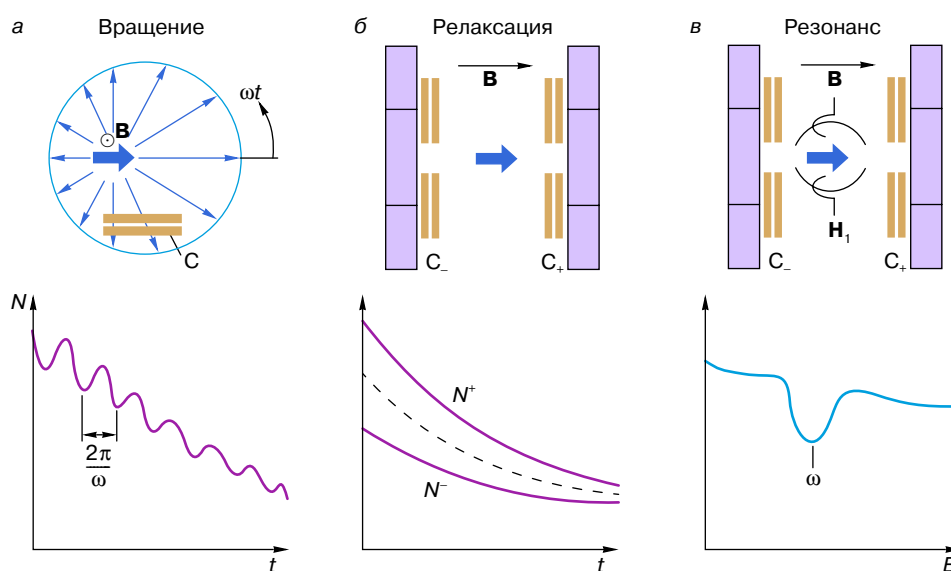 а Вращение
B
ωt
C
N
2π
ω
t
б Релаксация
B
C₋ C₊
N⁺
N⁻
t
в Резонанс
B
H₁
C₋ C₊
ω
B